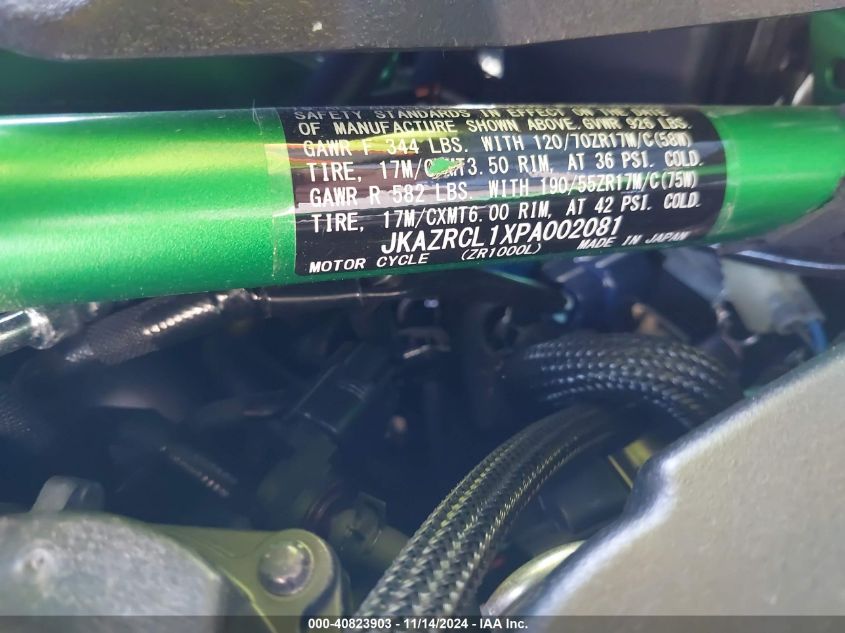 SAFETY STANDARDS IN EFFECT ON THE DATE
OF MANUFACTURE SHOWN ABOVE. GVWR 926 LBS.
GAWR F 344 LBS. WITH 120/70ZR17M/C(58W)
TIRE, 17M/CXMT3.50 RIM, AT 36 PSI. COLD.
GAWR R 582 LBS. WITH 190/55ZR17M/C(75W)
TIRE, 17M/CXMT6.00 RIM, AT 42 PSI. COLD.
JKAZRCL1XPA002081
MOTOR CYCLE (ZR1000L) MADE IN JAPAN
000-40823903 - 11/14/2024 - IAA Inc.